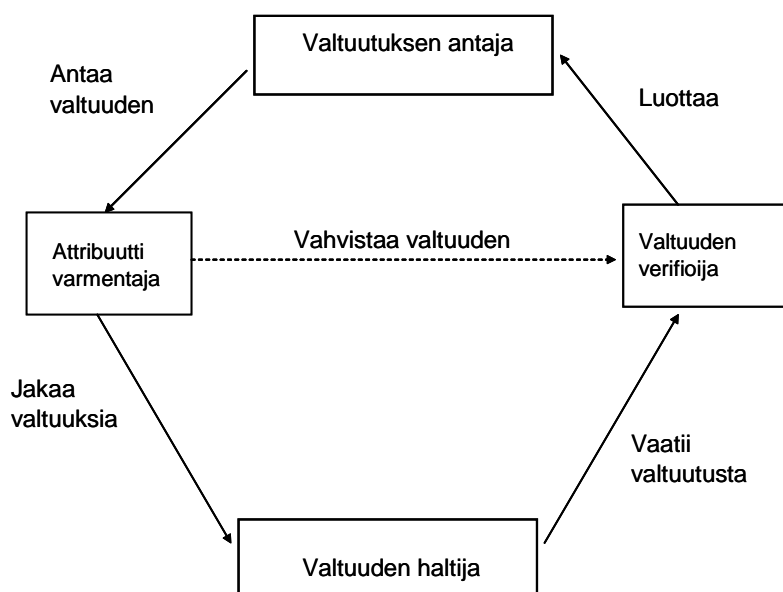 Valtuutuksen antaja
Antaa
valtuuden
Luottaa
Attribuutti
varmentaja
Vahvistaa valtuuden
Valtuuden
verifioija
Jakaa
valtuuksia
Vaatii
valtuutusta
Valtuuden haltija